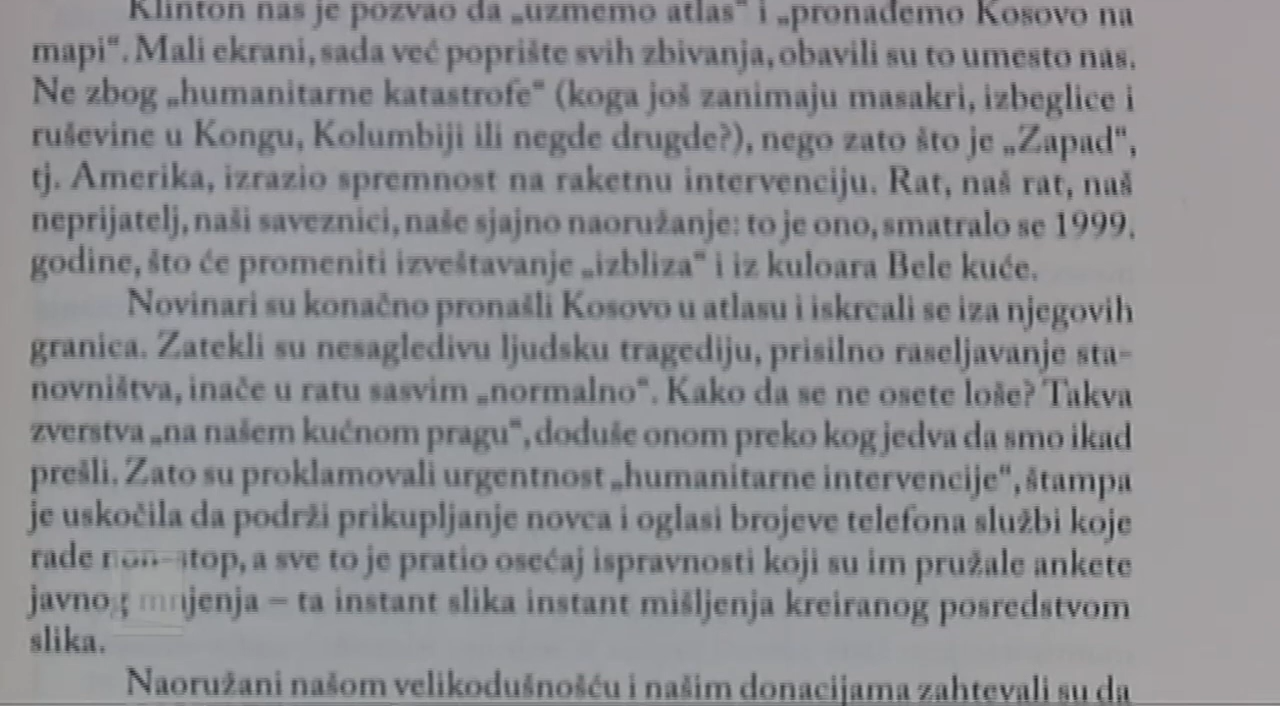 Klinton nas je pozvao da „uzmemo atlas“ i „pronađemo Kosovo na
mapi“. Mali ekrani, sada već poprište svih zbivanja, obavili su to umesto nas.
Ne zbog „humanitarne katastrofe“ (koga još zanimaju masakri, izbeglice i
ruševine u Kongu, Kolumbiji ili negde drugde?), nego zato što je „Zapad“,
tj. Amerika, izrazio spremnost na raketnu intervenciju. Rat, naš rat, naš
neprijatelj, naši saveznici, naše sjajno naoružanje: to je ono, smatralo se 1999.
godine, što će promeniti izveštavanje „izbliza“ i iz kuloara Bele kuće.
Novinari su konačno pronašli Kosovo u atlasu i iskrcali se iza njegovih
granica. Zatekli su nesagledivu ljudsku tragediju, prisilno raseljavanje sta-
novništva, inače u ratu sasvim „normalno“. Kako da se ne osete loše? Takva
zverstva „na našem kućnom pragu“, doduše onom preko kog jedva da smo ikad
prešli. Zato su proklamovali urgentnost „humanitarne intervencije“, štampa
je uskočila da podrži prikupljanje novca i oglasi brojeve telefona službi koje
rade non-stop, a sve to je pratio osećaj ispravnosti koji su im pružale ankete
javnog mnjenja – ta instant slika instant mišljenja kreiranog posredstvom
slika.
Naoružani našom velikodušnošću i našim donacijama zahtevali su da